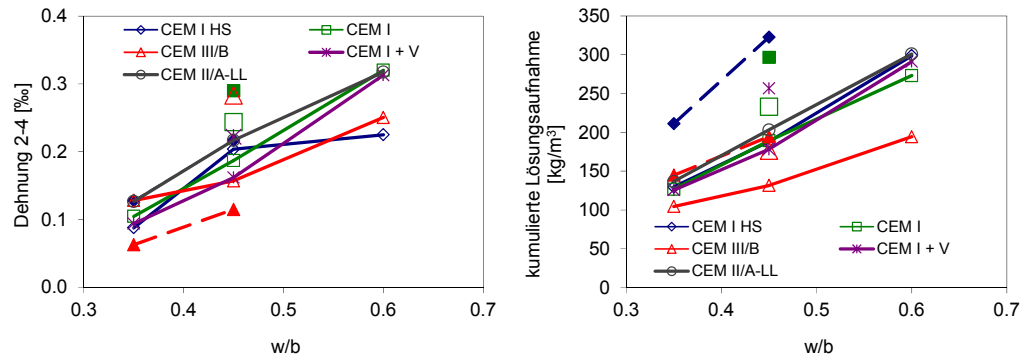 Dehnung 2-4 [‰]
0.4
0.3
0.2
0.1
0.0
0.3 0.4 0.5 0.6 0.7
w/b
CEM I HS CEM I
CEM III/B CEM I + V
CEM II/A-LL
kumulierte Lösungsaufnahme
[kg/m³]
350
300
250
200
150
100
50
0
0.3 0.4 0.5 0.6 0.7
w/b
CEM I HS CEM I
CEM III/B CEM I + V
CEM II/A-LL